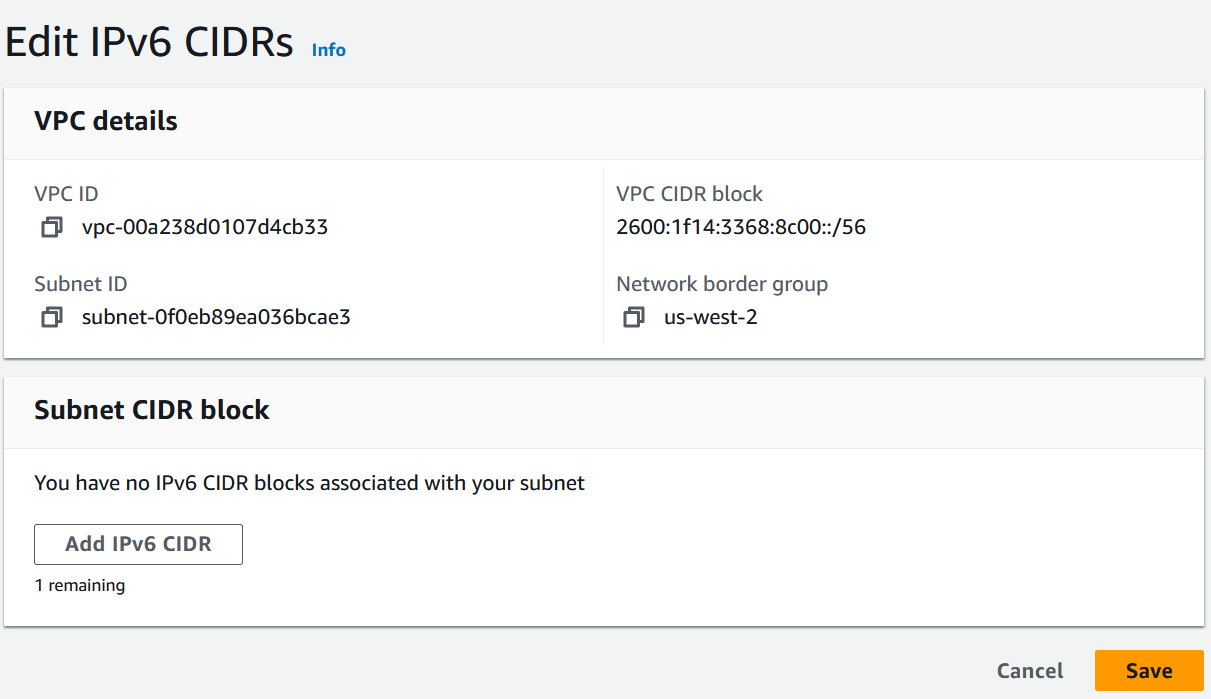 Edit IPv6 CIDRs Info
VPC details
VPC ID
vpc-00a238d0107d4cb33
VPC CIDR block
2600:1f14:3368:8c00::/56
Subnet ID
subnet-0f0eb89ea036bcae3
Network border group
us-west-2
Subnet CIDR block
You have no IPv6 CIDR blocks associated with your subnet
Add IPv6 CIDR
1 remaining
Cancel Save